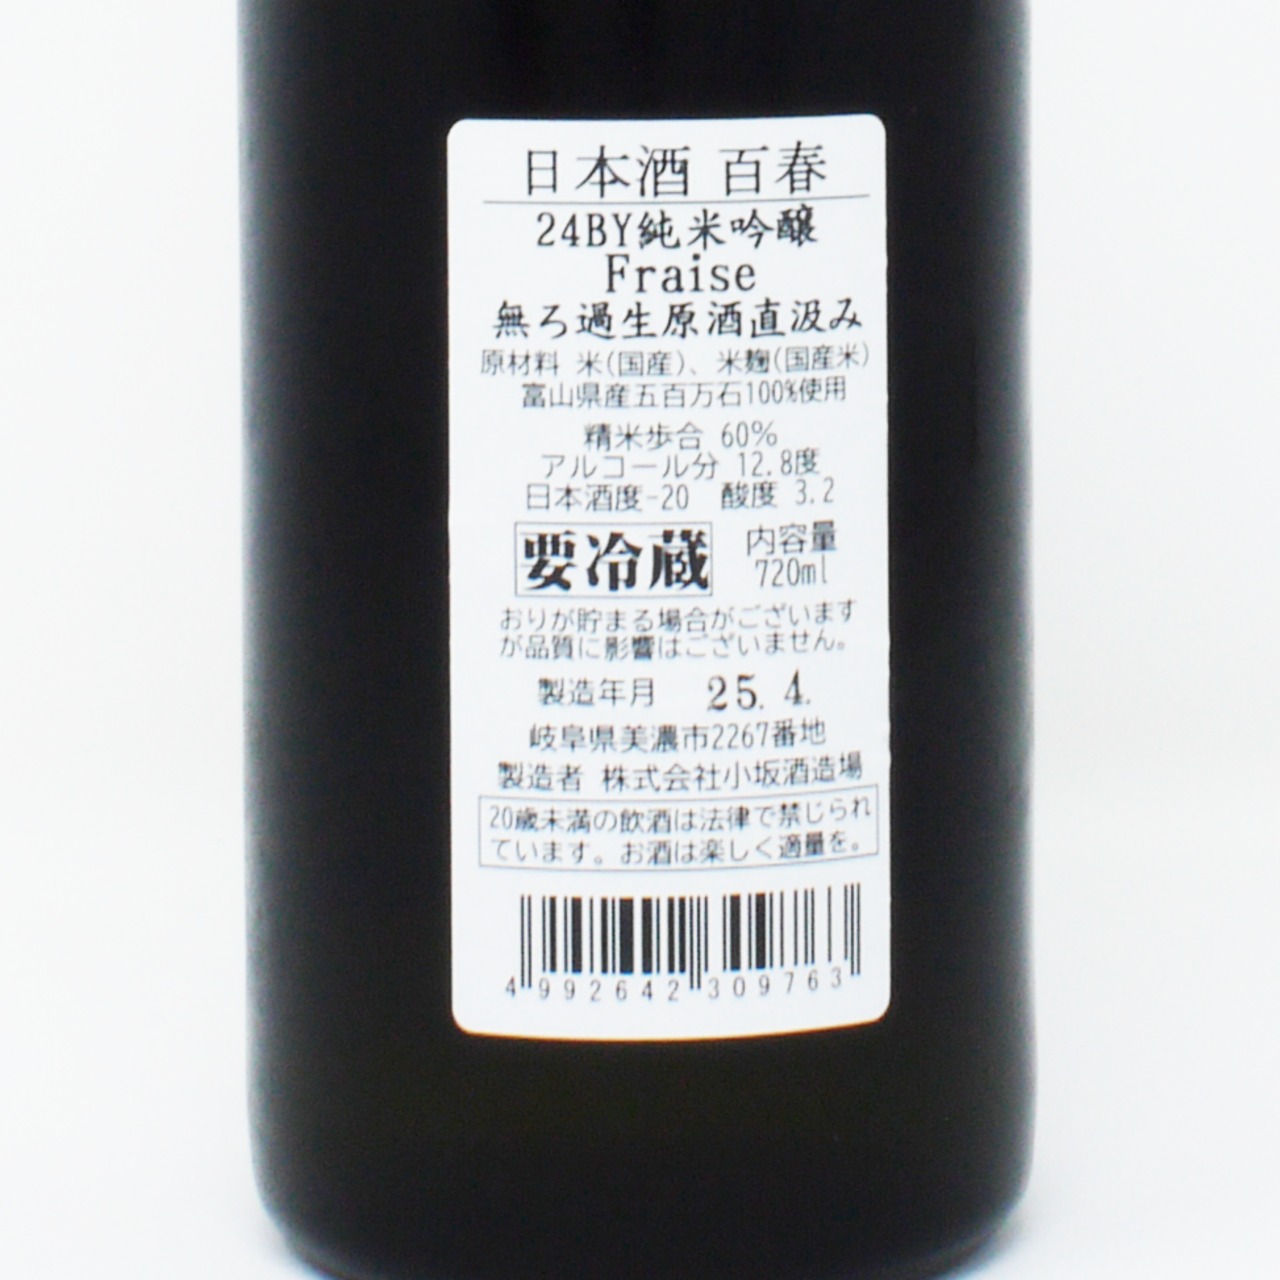 日本酒 百春
24BY純米吟醸
Fraise
無ろ過生原酒直汲み
原材料 米(国産)、米麹(国産米)
富山県産五百万石100%使用
精米歩合 60%
アルコール分 12.8度
日本酒度-20 酸度 3.2
要冷蔵 内容量
720ml
おりが貯まる場合がございます
が品質に影響はございません。
製造年月 25.4.
岐阜県美濃市2267番地
製造者 株式会社小坂酒造場
20歳未満の飲酒は法律で禁じられ
ています。お酒は楽しく適量を。
4 992642 309763